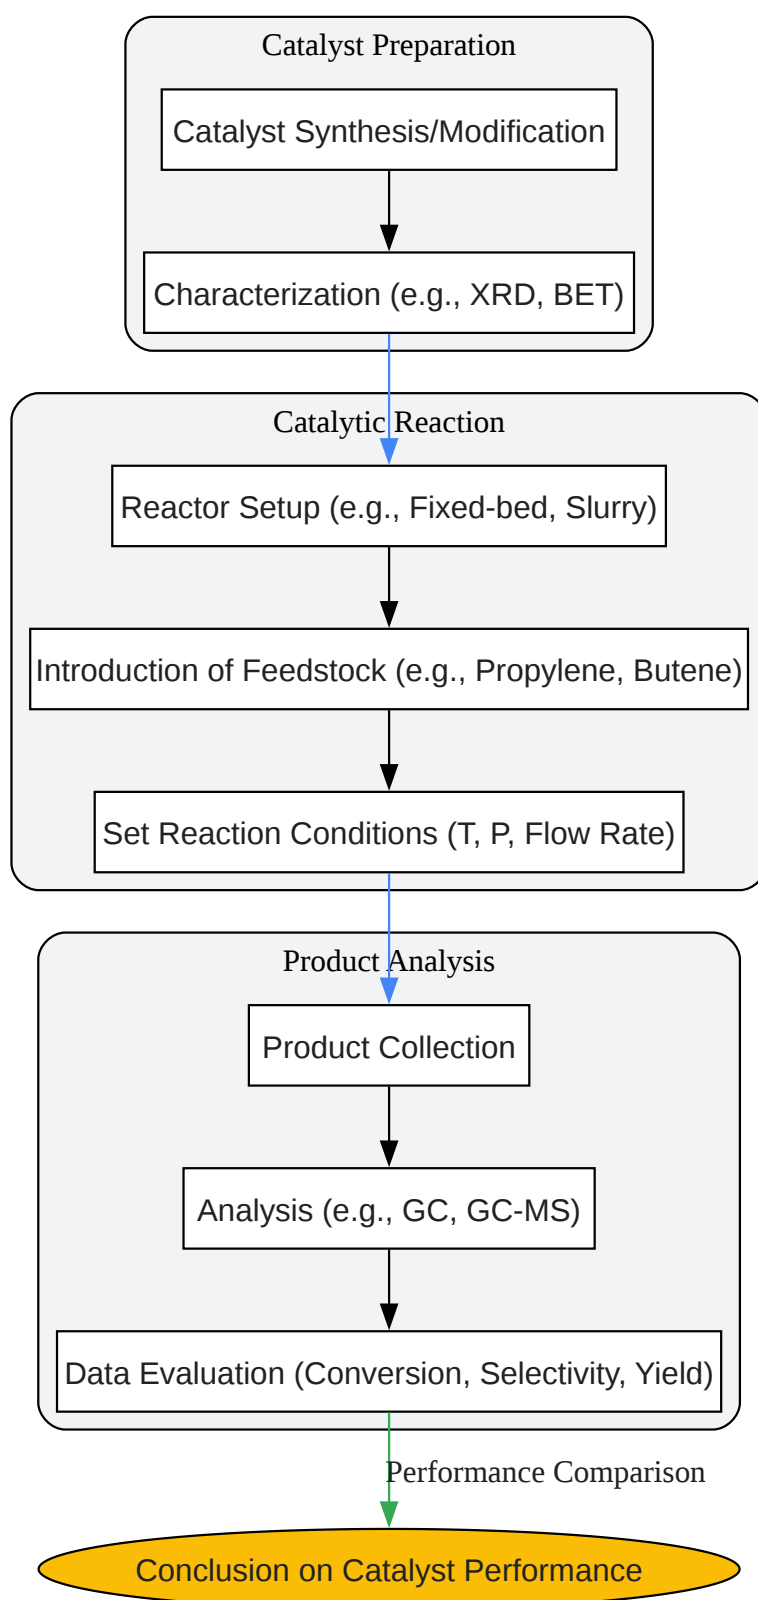 Catalyst Preparation
Catalyst Synthesis/Modification
Characterization (e.g., XRD, BET)
Catalytic Reaction
Reactor Setup (e.g., Fixed-bed, Slurry)
Introduction of Feedstock (e.g., Propylene, Butene)
Set Reaction Conditions (T, P, Flow Rate)
Product Analysis
Product Collection
Analysis (e.g., GC, GC-MS)
Data Evaluation (Conversion, Selectivity, Yield)
Performance Comparison
Conclusion on Catalyst Performance